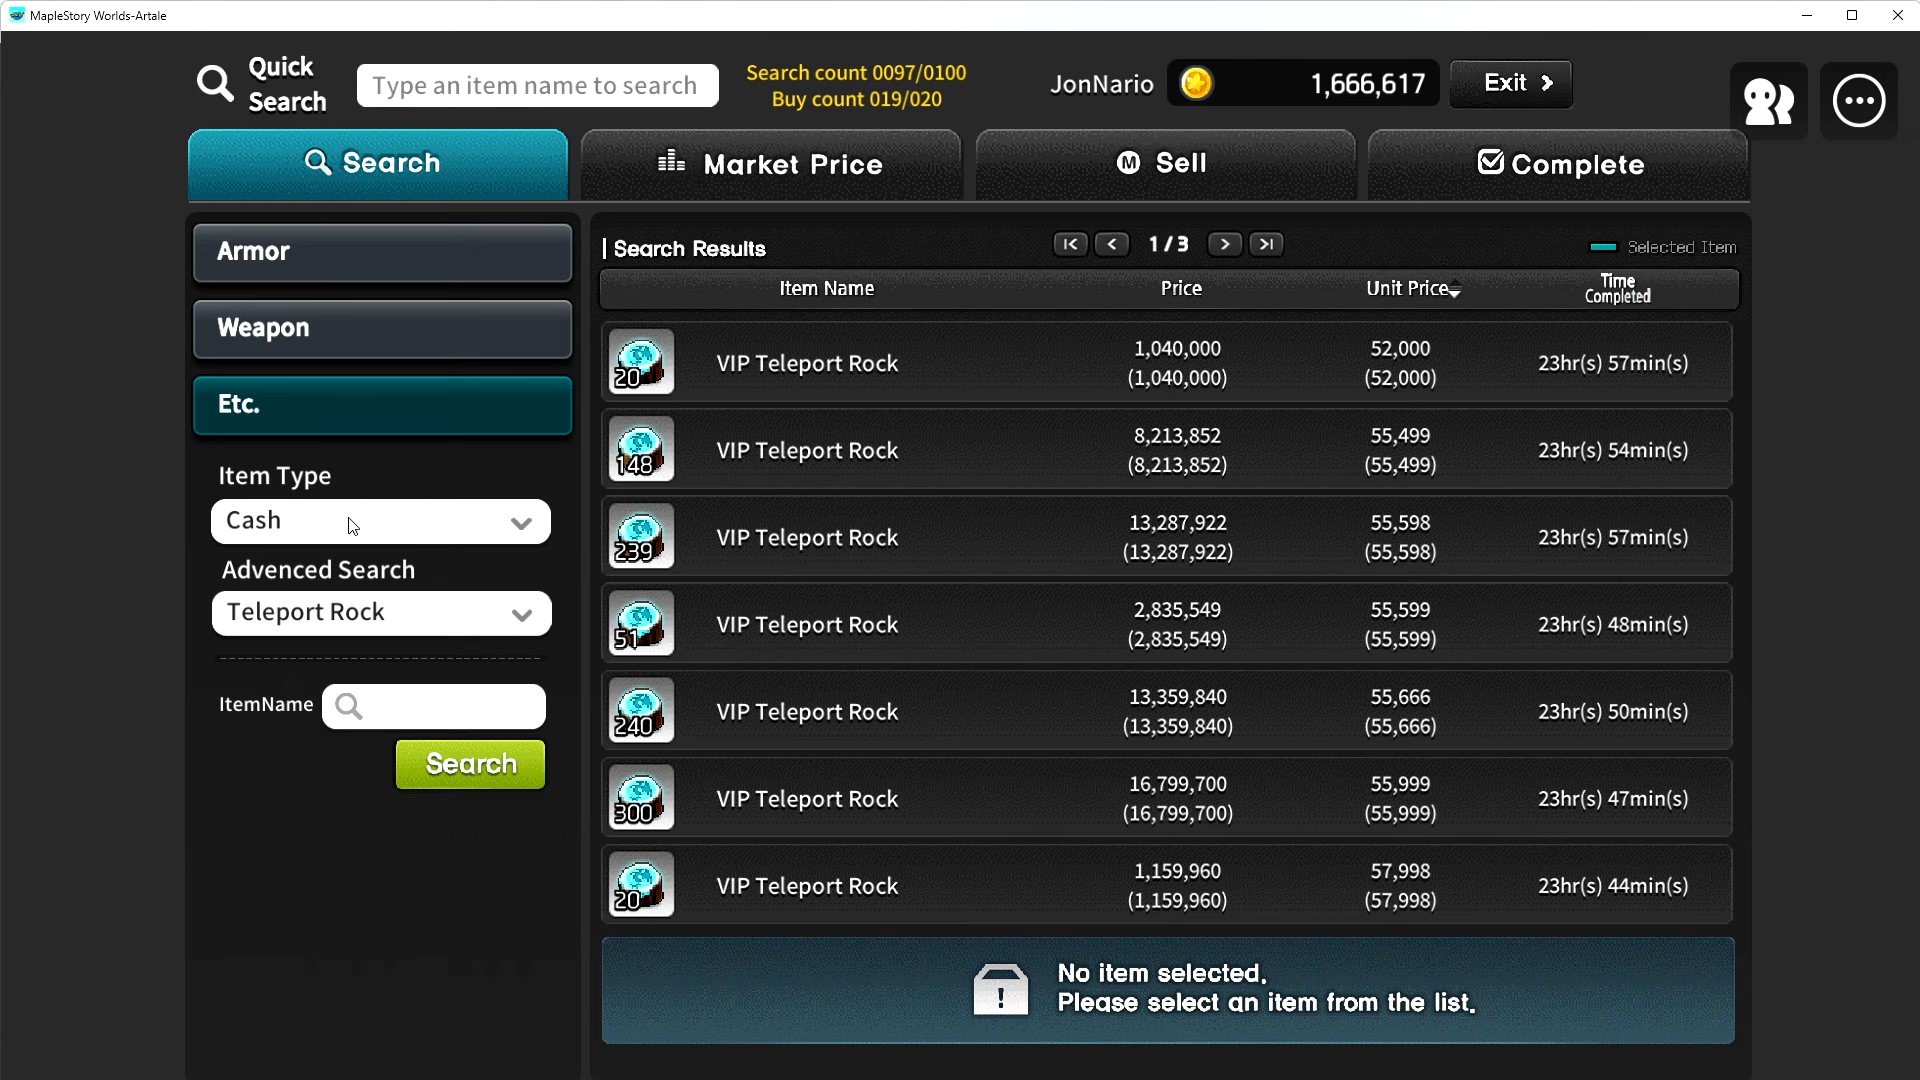 MapleStory Worlds-Artale
Quick
Search
Type an item name to search
Search count 0097/0100
Buy count 019/020
JonNario
1,666,617
Exit
Search
Market Price
Sell
Complete
Armor
Weapon
Etc.
Item Type
Cash
Advanced Search
Teleport Rock
ItemName
Search
Search Results
1 / 3
Selected Item
Item Name
Price
Unit Price
Time
Completed
20
VIP Teleport Rock
1,040,000
(1,040,000)
52,000
(52,000)
23hr(s) 57min(s)
148
VIP Teleport Rock
8,213,852
(8,213,852)
55,499
(55,499)
23hr(s) 54min(s)
239
VIP Teleport Rock
13,287,922
(13,287,922)
55,598
(55,598)
23hr(s) 57min(s)
51
VIP Teleport Rock
2,835,549
(2,835,549)
55,599
(55,599)
23hr(s) 48min(s)
240
VIP Teleport Rock
13,359,840
(13,359,840)
55,666
(55,666)
23hr(s) 50min(s)
300
VIP Teleport Rock
16,799,700
(16,799,700)
55,999
(55,999)
23hr(s) 47min(s)
20
VIP Teleport Rock
1,159,960
(1,159,960)
57,998
(57,998)
23hr(s) 44min(s)
No item selected.
Please select an item from the list.